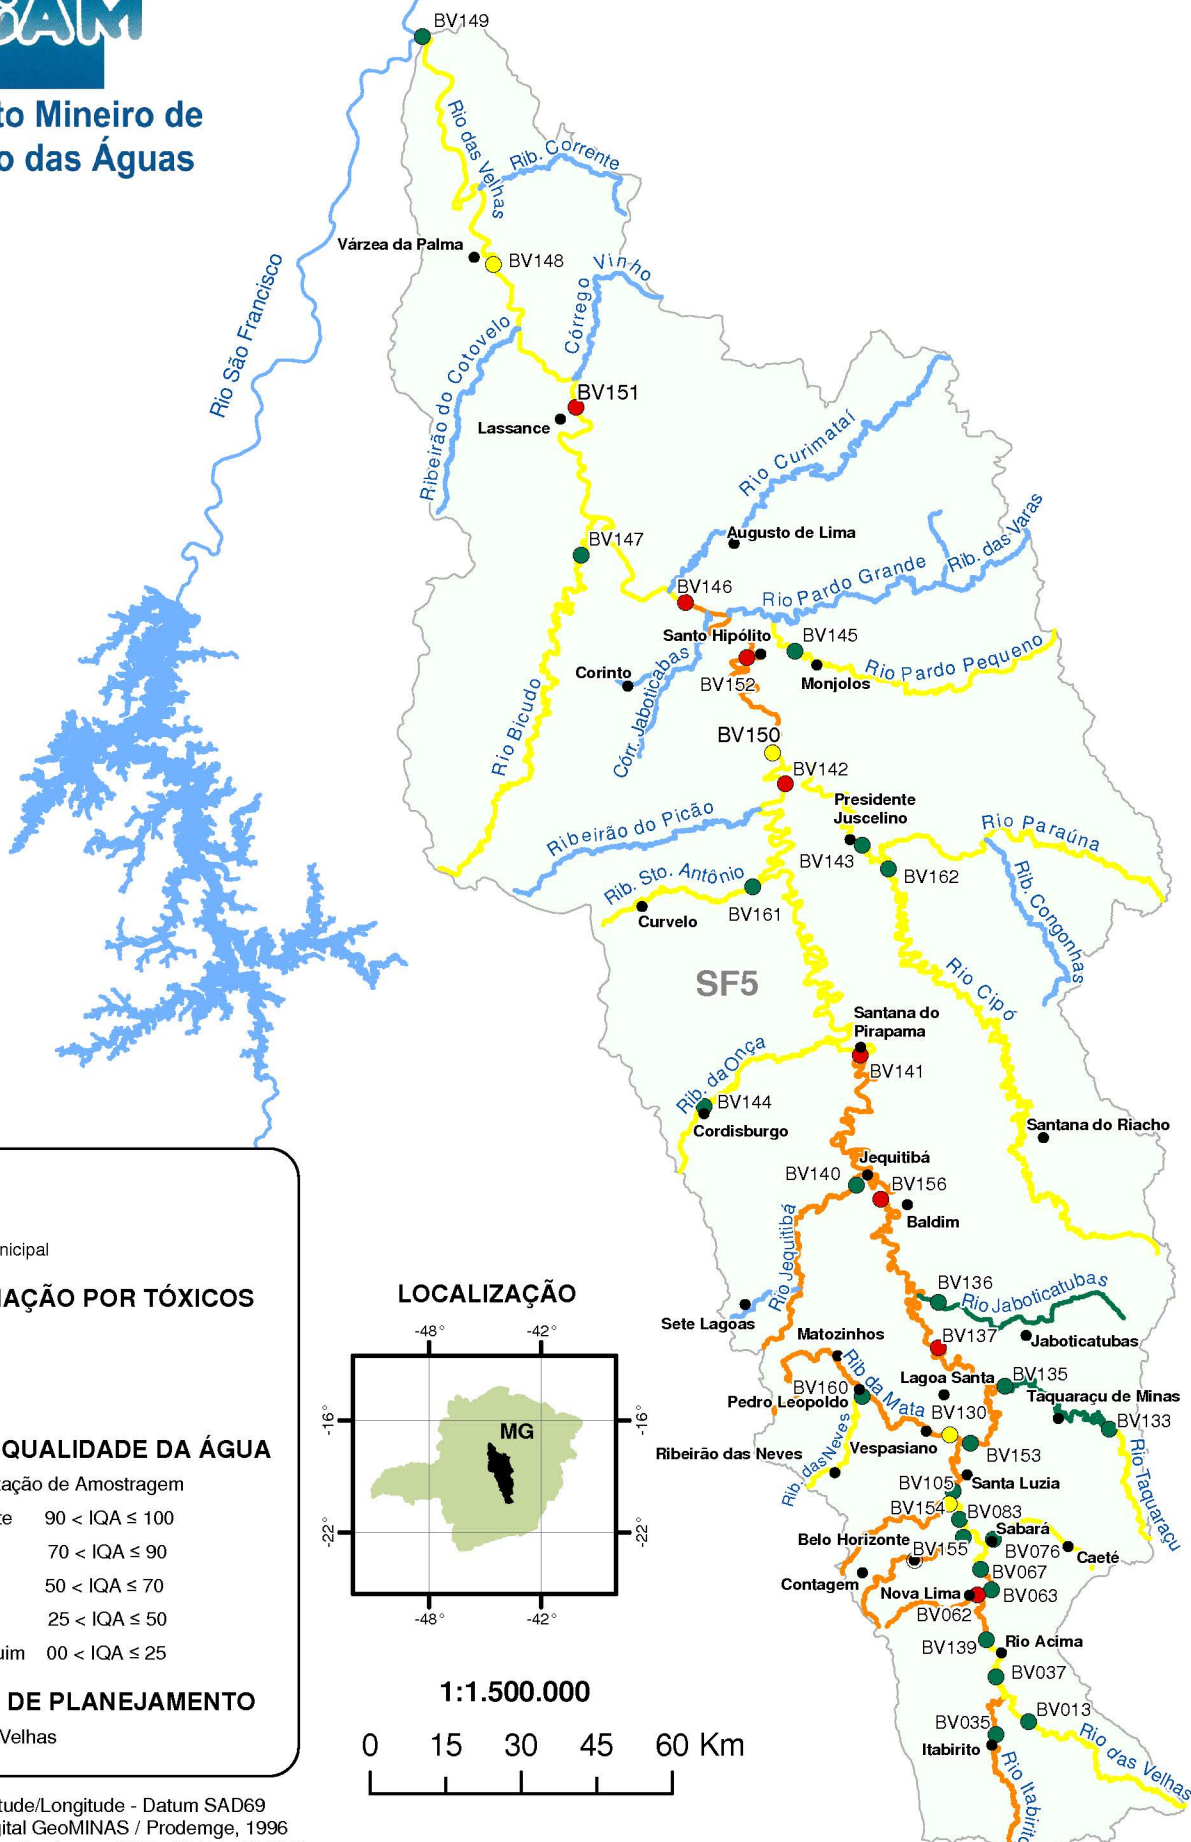 BV149
to Mineiro de
o das Águas
Rio das Velhas
Rib. Corrente
Várzea da Palma
BV148
Vinho
Córrego
Rio São Francisco
Ribeirão do Cotovelo
BV151
Lassance
Rio Curimataí
Augusto de Lima
BV147
Rib. das Varas
Rio Pardo Grande
BV146
Santo Hipólito
BV145
Rio Pardo Pequeno
Monjolos
Corinto
Córr. Jaboticabas
BV152
Rio Bicudo
BV150
BV142
Presidente
Juscelino
Ribeirão do Picão
Rio Paraúna
BV143
BV162
Rib. Sto. Antônio
BV161
Curvelo
Rib. Congonhas
SF5
Rio Cipó
Santana do
Pirapama
BV141
Rib. da Onça
BV144
Cordisburgo
Santana do Riacho
Jequitibá
BV140
BV156
Baldim
Rio Jequitibá
BV136
Rio Jaboticatubas
Sete Lagoas
BV137
Jaboticatubas
Matozinhos
Rib da Mata
Lagoa Santa
BV135
Taquaraçu de Minas
BV160
Pedro Leopoldo
BV130
BV133
Vespasiano
Ribeirão das Neves
Rib. das Neves
BV153
Rio Taquaraçu
Santa Luzia
BV105
BV154
BV083
Sabará
Belo Horizonte
BV155
BV076
Caeté
Contagem
BV067
Nova Lima
BV063
BV062
BV139
Rio Acima
BV037
BV013
BV035
Itabirito
Rio das Velhas
Rio Itabirito
nicipal
IAÇÃO POR TÓXICOS
QUALIDADE DA ÁGUA
tação de Amostragem
te 90 < IQA ≤ 100
70 < IQA ≤ 90
50 < IQA ≤ 70
25 < IQA ≤ 50
uim 00 < IQA ≤ 25
DE PLANEJAMENTO
Velhas
LOCALIZAÇÃO
-48° -42°
-16° -16°
MG
-22° -22°
-48° -42°
1:1.500.000
0 15 30 45 60 Km
tude/Longitude - Datum SAD69
gital GeoMINAS / Prodemge, 1996